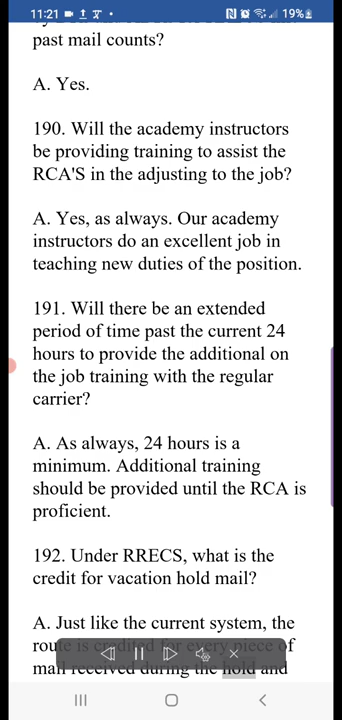 11:21
19%
past mail counts?
A. Yes.
190. Will the academy instructors
be providing training to assist the
RCA'S in the adjusting to the job?
A. Yes, as always. Our academy
instructors do an excellent job in
teaching new duties of the position.
191. Will there be an extended
period of time past the current 24
hours to provide the additional on
the job training with the regular
carrier?
A. As always, 24 hours is a
minimum. Additional training
should be provided until the RCA is
proficient.
192. Under RRECS, what is the
credit for vacation hold mail?
A. Just like the current system, the
route is credited for every piece of
mail received during the hold and